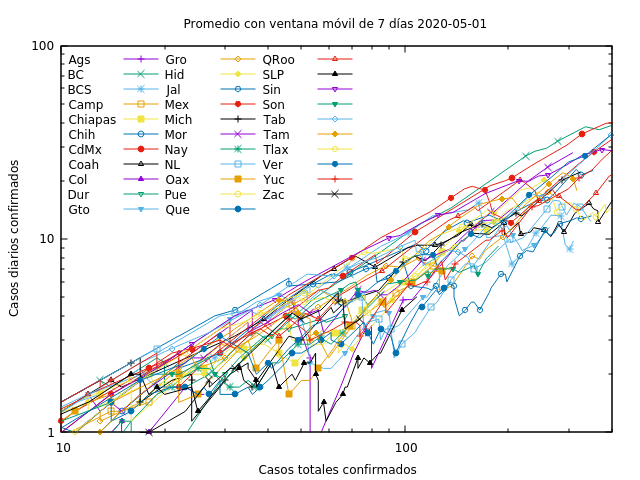 Promedio con ventana móvil de 7 días 2020-05-01
100
Ags Gro QRoo
BC Hid SLP
BCS Jal Sin
Camp Mex Son
Chiapas Mich Tab
Chih Mor Tam
CdMx Nay Tlax
Coah NL Ver
Col Oax Yuc
Dur Pue Zac
Gto Que
Casos diarios confirmados
10
1
10 100
Casos totales confirmados